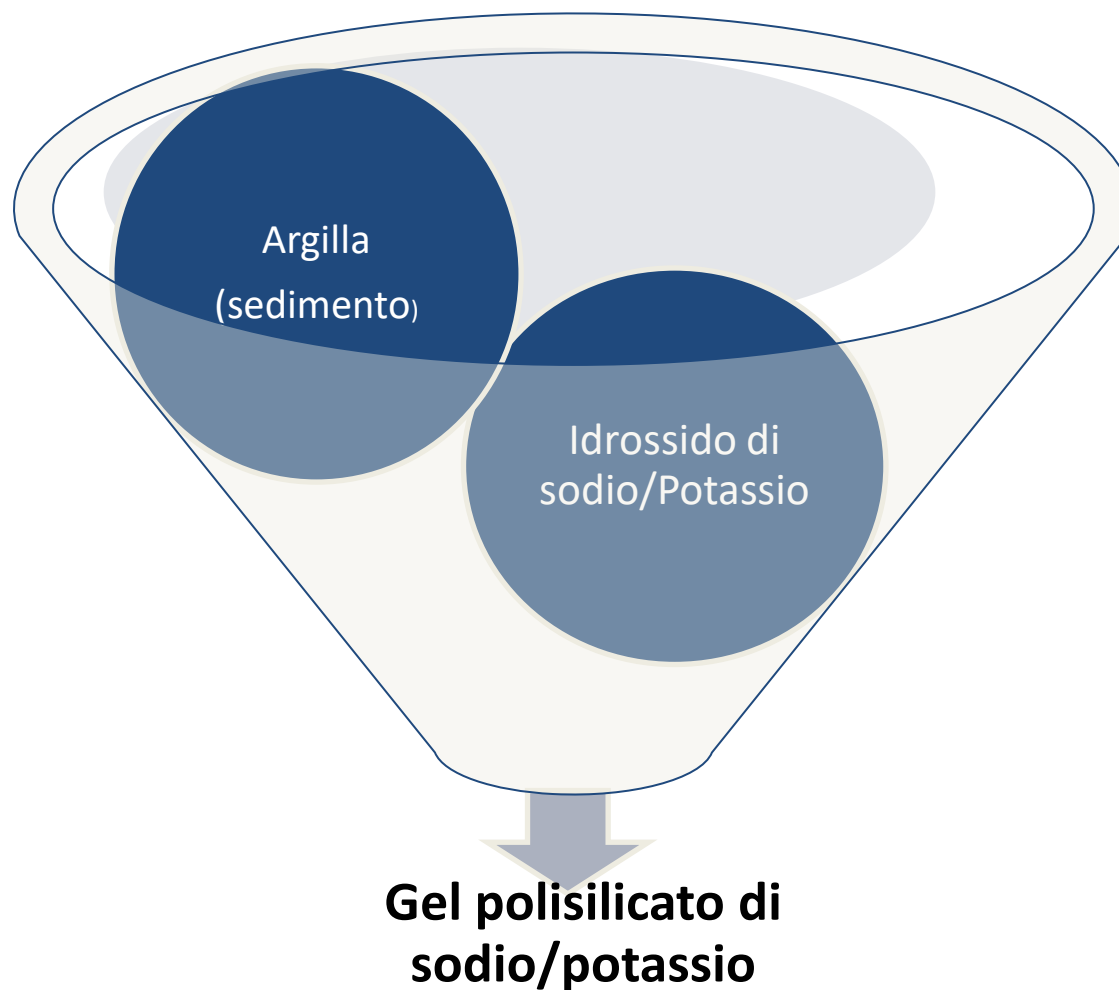 Argilla
(sedimento)
Idrossido di
sodio/Potassio
Gel polisilicato di
sodio/potassio